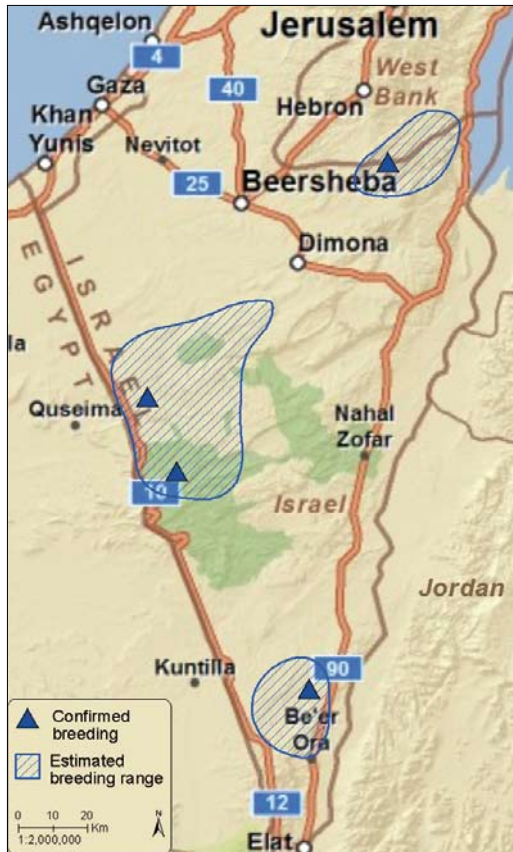 Ashqelon
Jerusalem
4
West
Bank
Gaza
40
Hebron
Khan
Yunis
Nevitot
25
Beersheba
Dimona
ISRAEL
EGYPT
la
Quseima
Nahal
Zofar
10
Israel
Jordan
Kuntilla
90
Be'er
Ora
12
Elat
Confirmed
breeding
Estimated
breeding range
0 10 20
Km
1:2,000,000
N